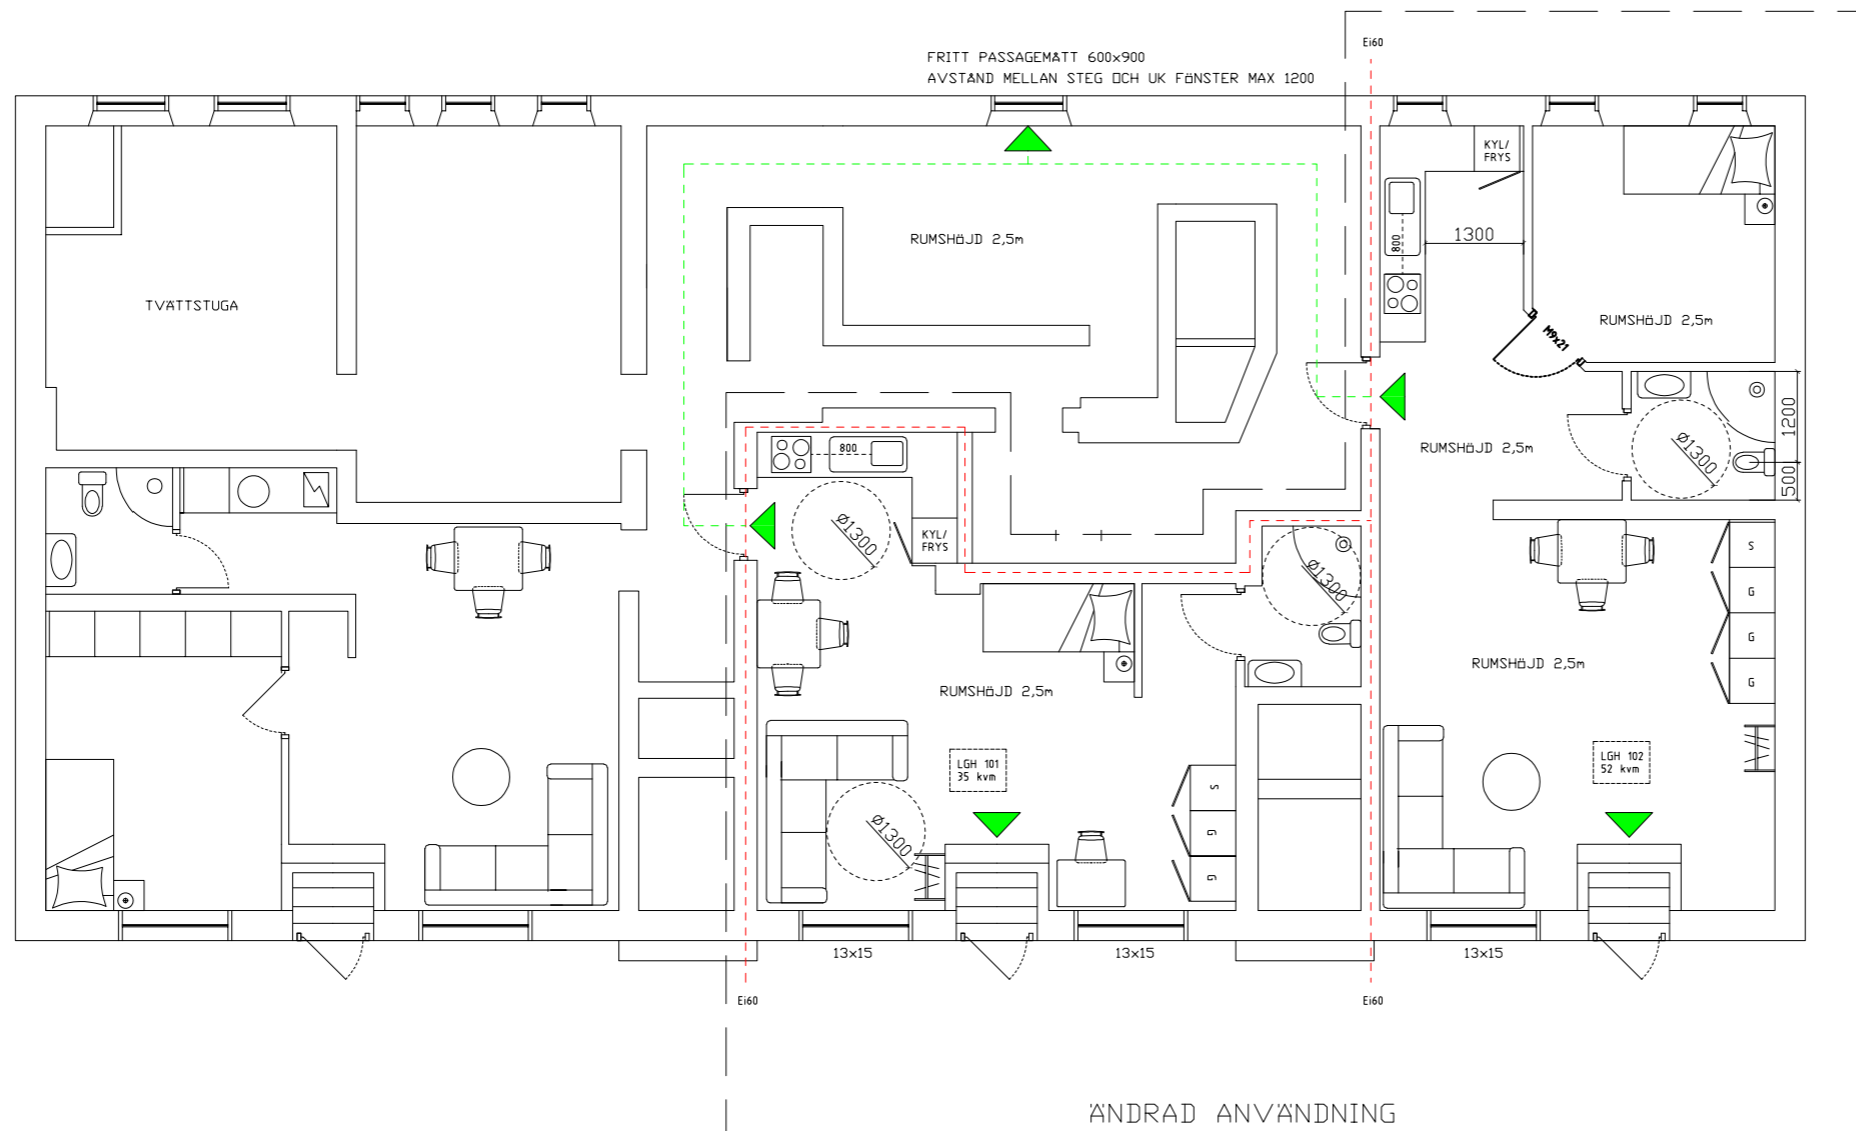 Ei60
FRITT PASSAGEMÅTT 600x900
AVSTÅND MELLAN STEG OCH UK FÖNSTER MAX 1200
KYL/
FRYS
RUMSHÖJD 2,5m
800
1300
TVÄTTSTUGA
RUMSHÖJD 2,5m
M9x21
1200
RUMSHÖJD 2,5m
Ø1300
500
800
Ø1300
KYL/
FRYS
Ø1300
S
G
G
G
RUMSHÖJD 2,5m
RUMSHÖJD 2,5m
LGH 101
35 kvm
LGH 102
52 kvm
S
G
G
Ø1300
13x15
13x15
13x15
Ei60
Ei60
ÄNDRAD ANVÄNDNING